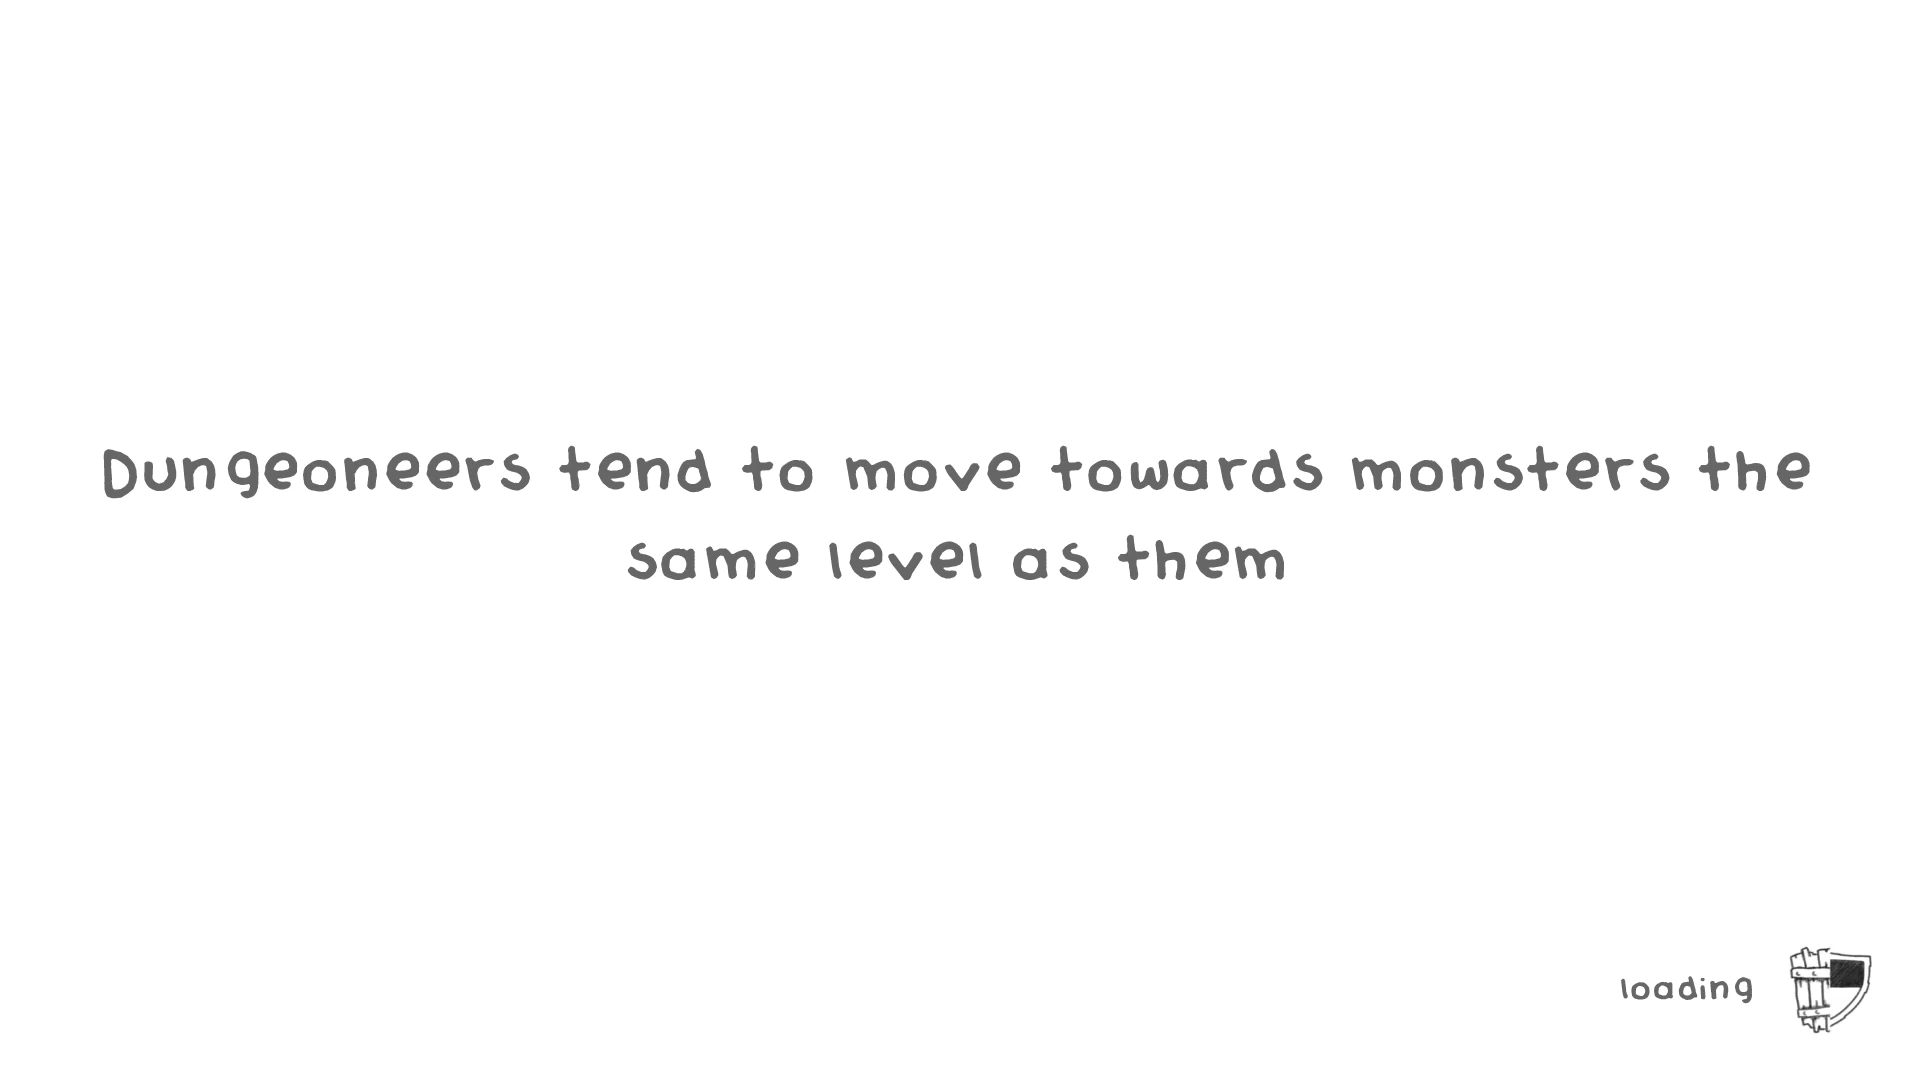 Dungeoneers tend to move towards monsters the
same level as them
loading